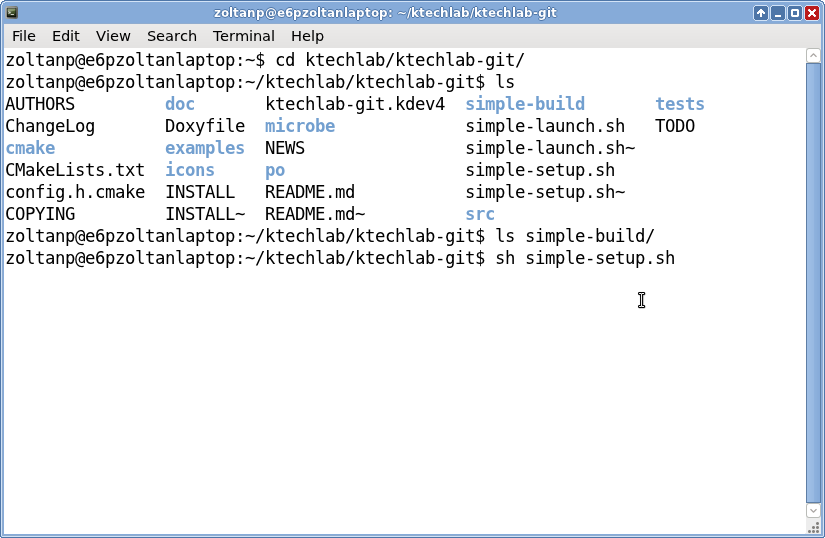 zoltanp@e6pzoltanlaptop: ~/ktechlab/ktechlab-git
File Edit View Search Terminal Help
zoltanp@e6pzoltanlaptop:~$ cd ktechlab/ktechlab-git/
zoltanp@e6pzoltanlaptop:~/ktechlab/ktechlab-git$ ls
AUTHORS         doc       ktechlab-git.kdev4  simple-build       tests
ChangeLog       Doxyfile  microbe             simple-launch.sh   TODO
cmake           examples  NEWS                simple-launch.sh~
CMakeLists.txt  icons     po                  simple-setup.sh
config.h.cmake  INSTALL   README.md           simple-setup.sh~
COPYING         INSTALL~  README.md~          src
zoltanp@e6pzoltanlaptop:~/ktechlab/ktechlab-git$ ls simple-build/
zoltanp@e6pzoltanlaptop:~/ktechlab/ktechlab-git$ sh simple-setup.sh